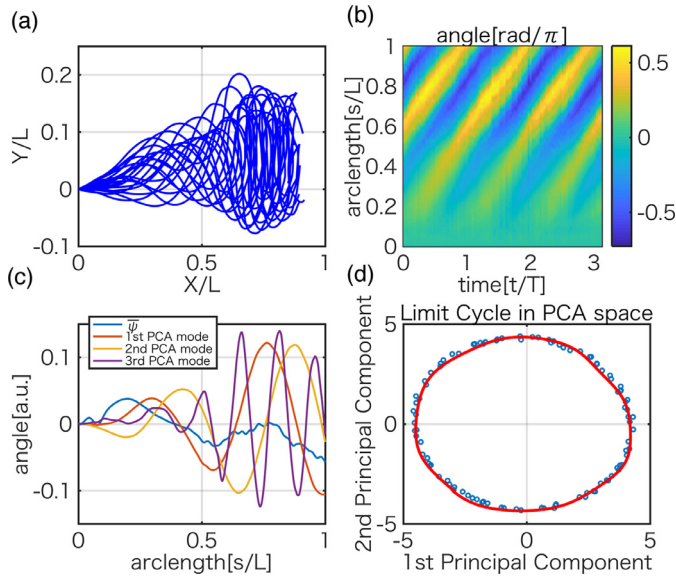 (a)
0.2
0.1
0
-0.1
Y/L
0
0.5
1
X/L
(b)
angle[rad/π]
1
0.8
0.6
0.4
0.2
0
arclength[s/L]
0
1
2
3
time[t/T]
0.5
0
-0.5
(c)
ψ̅
1st PCA mode
2nd PCA mode
3rd PCA mode
0.1
0
-0.1
angle[a.u.]
0
0.5
1
arclength[s/L]
(d)
Limit Cycle in PCA space
5
0
-5
2nd Principal Component
-5
0
5
1st Principal Component